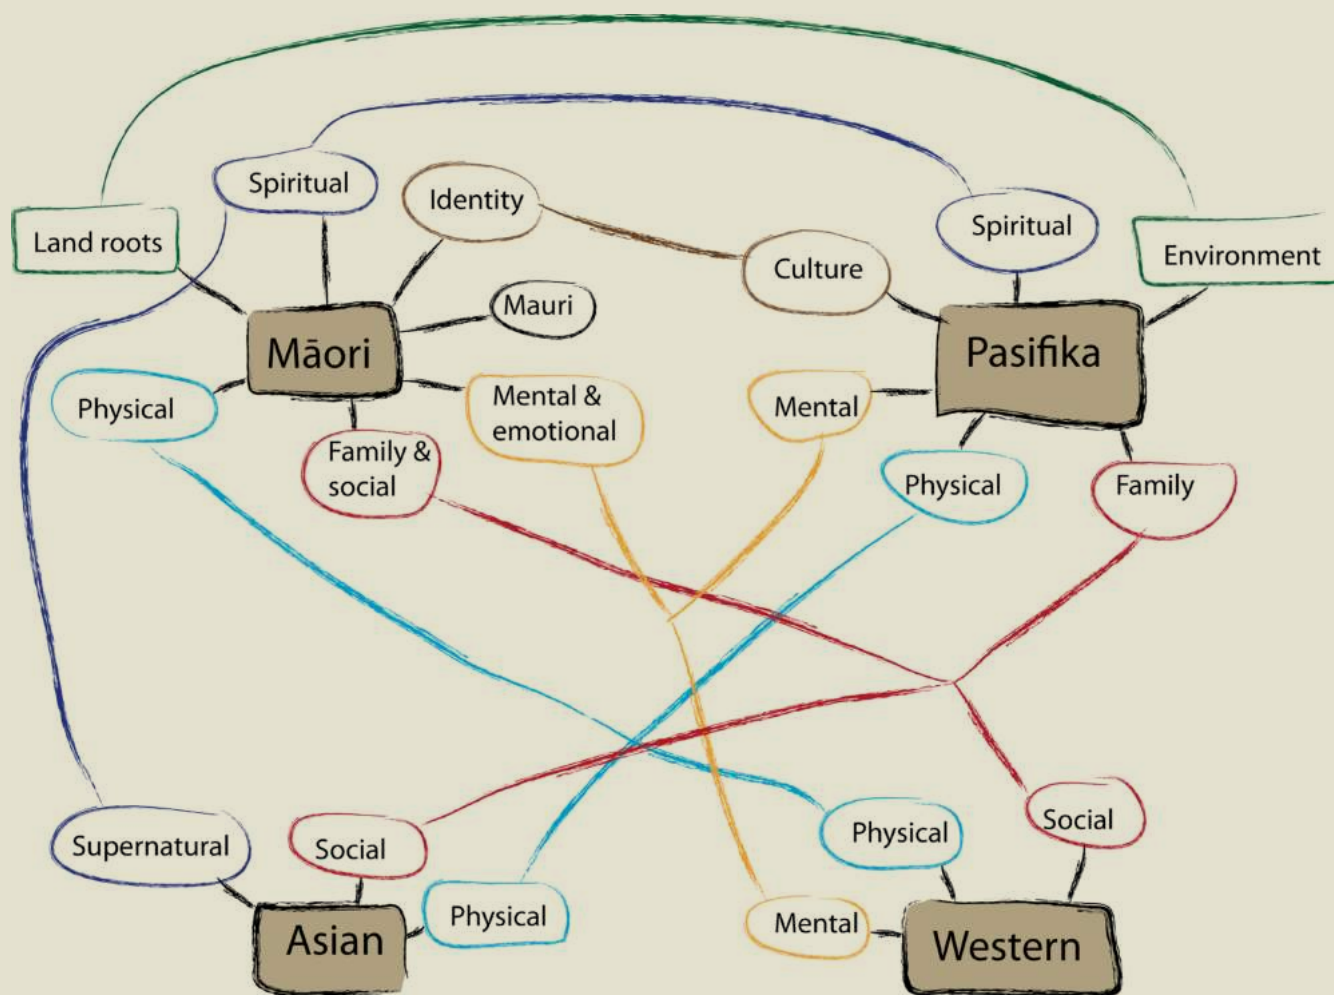 Spiritual
Identity
Land roots
Mauri
Māori
Physical
Mental &
emotional
Family &
social
Spiritual
Culture
Environment
Pasifika
Mental
Physical
Family
Supernatural
Social
Physical
Asian
Physical
Social
Mental
Western